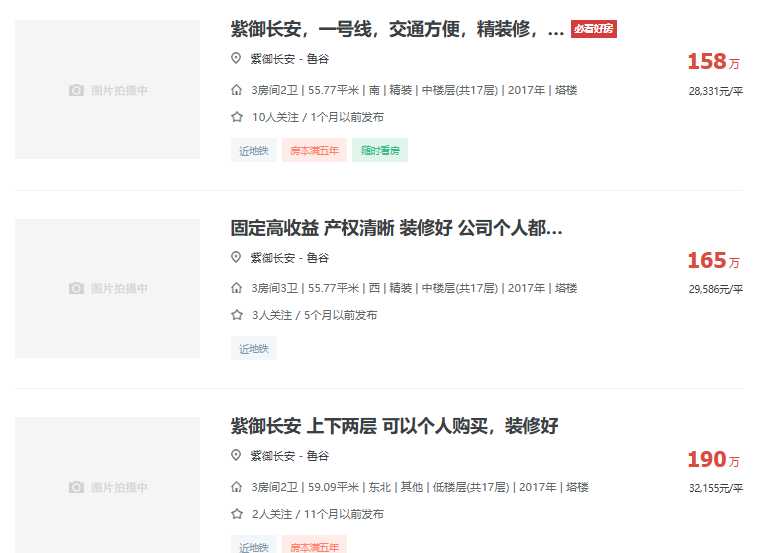 图片拍摄中
紫御长安，一号线，交通方便，精装修，... 必看好房
紫御长安 - 鲁谷
158万
3房间2卫 | 55.77平米 | 南 | 精装 | 中楼层(共17层) | 2017年 | 塔楼
28,331元/平
10人关注 / 1个月以前发布
近地铁 房本满五年 随时看房
图片拍摄中
固定高收益 产权清晰 装修好 公司个人都...
紫御长安 - 鲁谷
165万
3房间3卫 | 55.77平米 | 西 | 精装 | 中楼层(共17层) | 2017年 | 塔楼
29,586元/平
3人关注 / 5个月以前发布
近地铁
图片拍摄中
紫御长安 上下两层 可以个人购买，装修好
紫御长安 - 鲁谷
190万
3房间2卫 | 59.09平米 | 东北 | 其他 | 低楼层(共17层) | 2017年 | 塔楼
32,155元/平
2人关注 / 11个月以前发布
近地铁 房本满五年